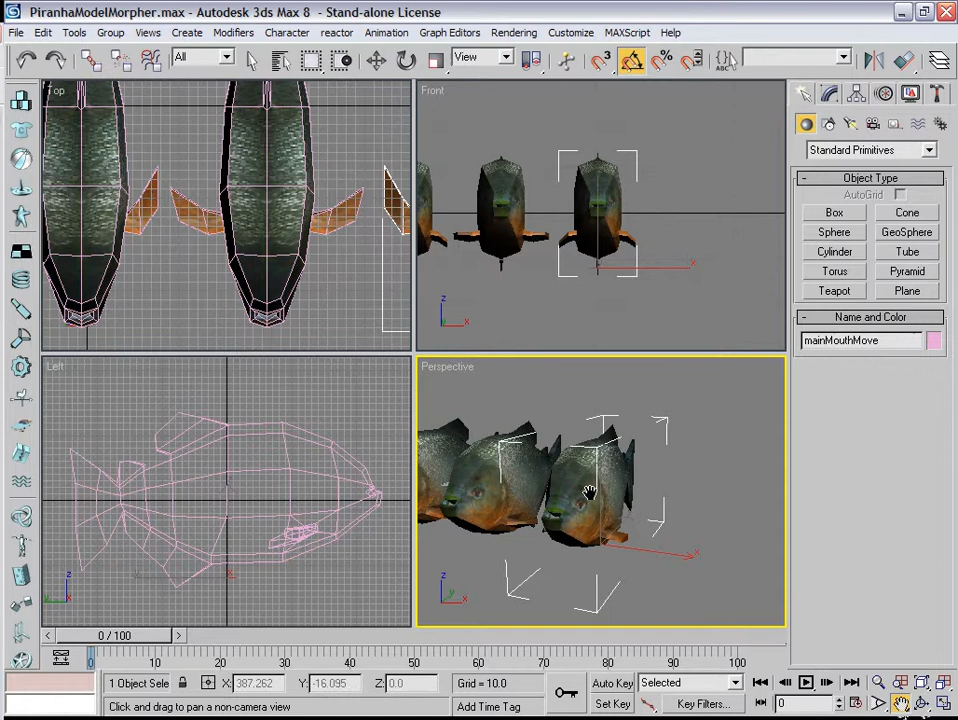 PiranhaModelMorpher.max - Autodesk 3ds Max 8 - Stand-alone License
File Edit Tools Group Views Create Modifiers Character reactor Animation Graph Editors Rendering Customize MAXScript Help
All View 3
Top Front
Left Perspective
z x
x
z x
z y x
x
z y x
Standard Primitives
- Object Type
AutoGrid
Box Cone
Sphere GeoSphere
Cylinder Tube
Torus Pyramid
Teapot Plane
- Name and Color
mainMouthMove
< 0 / 100 >
0 10 20 30 40 50 60 70 80 90 100
1 Object Sele X: 387.262 Y: -16.095 Z: 0.0 Grid = 10.0 Auto Key Selected
Click and drag to pan a non-camera view Add Time Tag Set Key Key Filters... 0